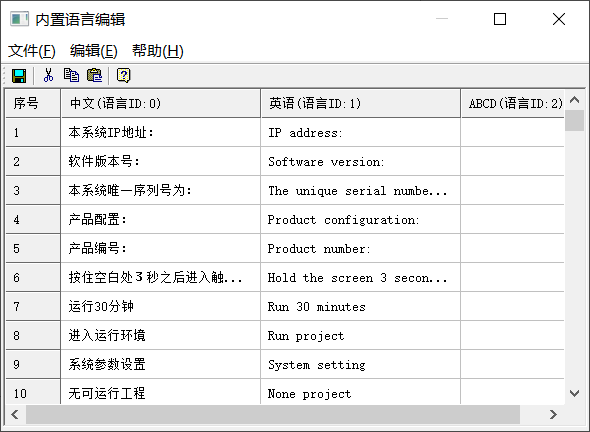 内置语言编辑
文件(F) 编辑(E) 帮助(H)
序号 中文(语言ID:0) 英语(语言ID:1) ABCD(语言ID:2)
1 本系统IP地址: IP address:
2 软件版本号: Software version:
3 本系统唯一序列号为: The unique serial numbe...
4 产品配置: Product configuration:
5 产品编号: Product number:
6 按住空白处３秒之后进入触... Hold the screen 3 secon...
7 运行30分钟 Run 30 minutes
8 进入运行环境 Run project
9 系统参数设置 System setting
10 无可运行工程 None project